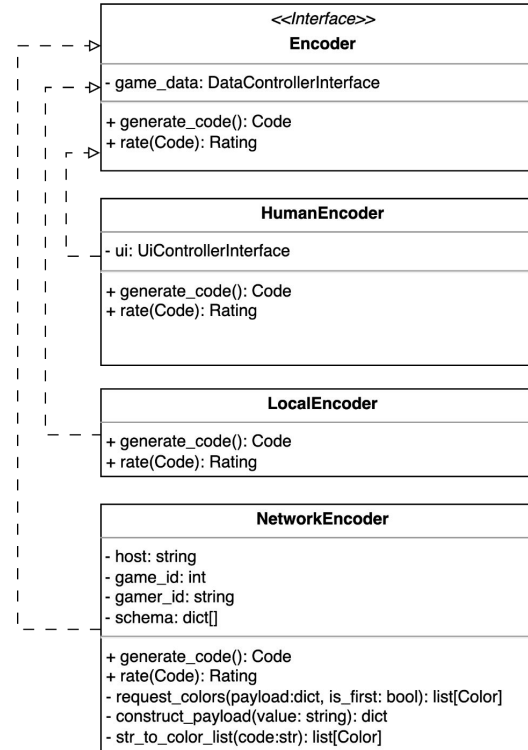 <<Interface>>
Encoder
- game_data: DataControllerInterface
+ generate_code(): Code
+ rate(Code): Rating
HumanEncoder
- ui: UiControllerInterface
+ generate_code(): Code
+ rate(Code): Rating
LocalEncoder
+ generate_code(): Code
+ rate(Code): Rating
NetworkEncoder
- host: string
- game_id: int
- gamer_id: string
- schema: dict[]
+ generate_code(): Code
+ rate(Code): Rating
- request_colors(payload:dict, is_first: bool): list[Color]
- construct_payload(value: string): dict
- str_to_color_list(code:str): list[Color]